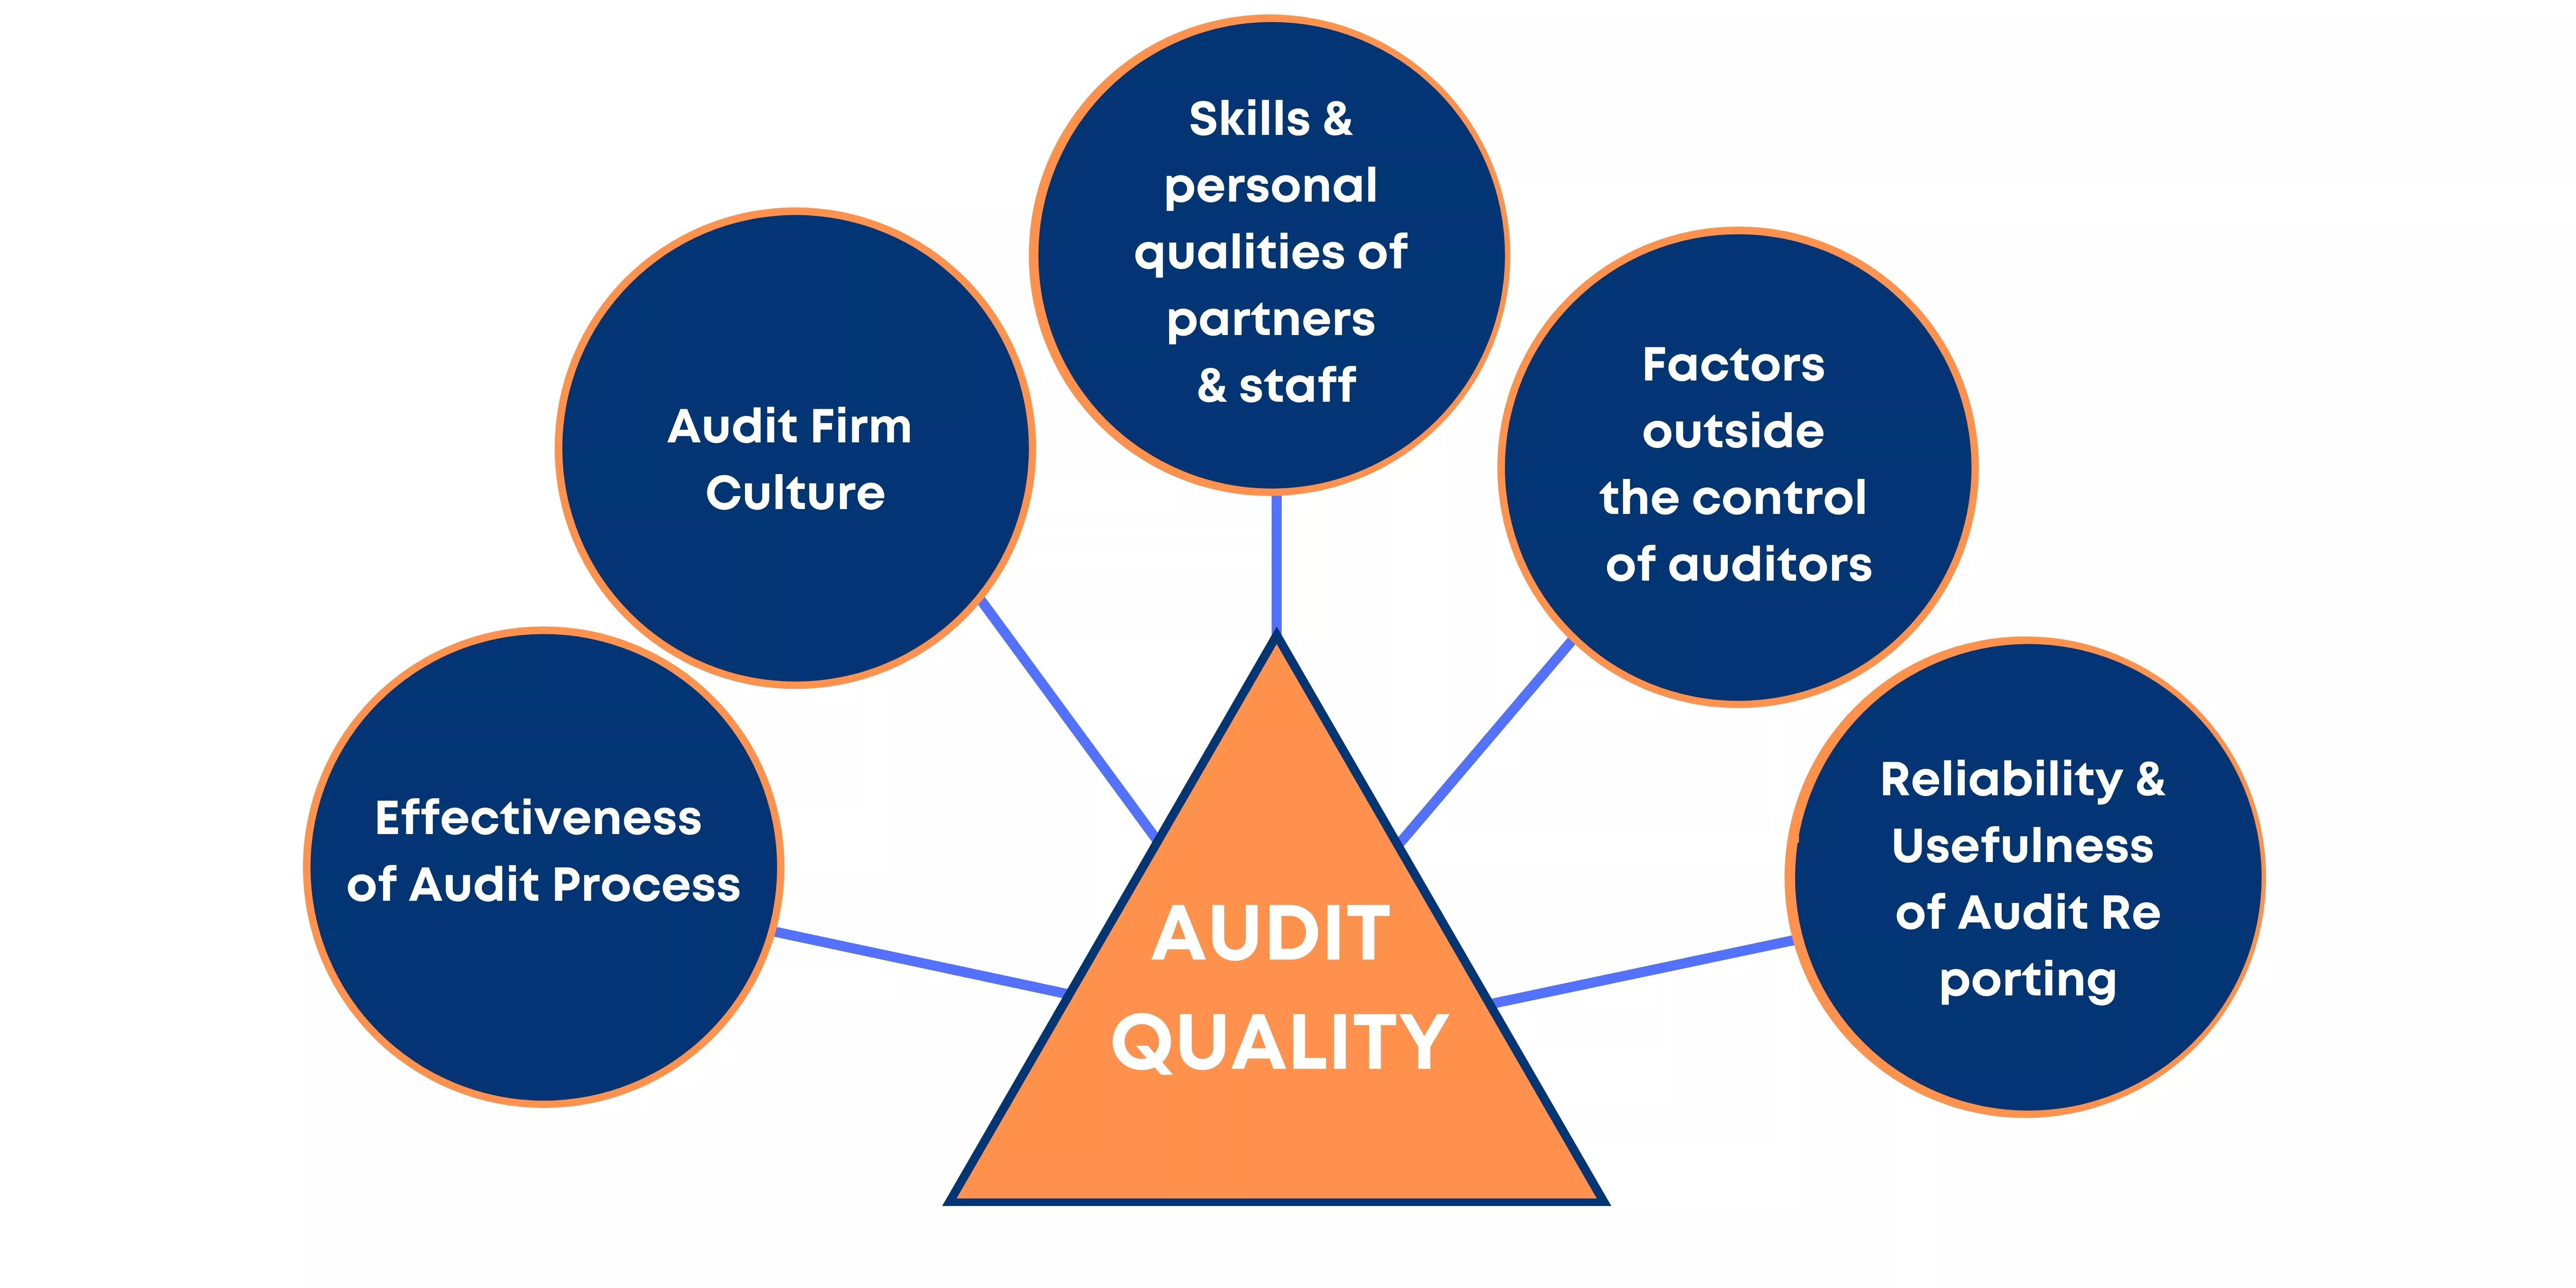 Skills &
personal
qualities of
partners
& staff
Audit Firm
Culture
Factors
outside
the control
of auditors
Effectiveness
of Audit Process
Reliability &
Usefulness
of Audit Re
porting
AUDIT
QUALITY